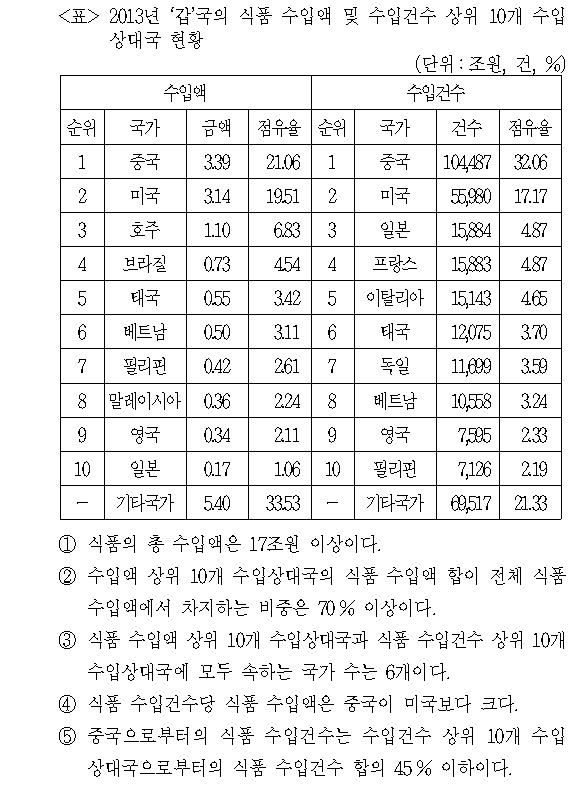 <표> 2013년 ‘갑’국의 식품 수입액 및 수입건수 상위 10개 수입
상대국 현황
(단위 : 조원, 건, %)
수입액 수입건수
순위 국가 금액 점유율 순위 국가 건수 점유율
1 중국 3.39 21.06 1 중국 104,487 32.06
2 미국 3.14 19.51 2 미국 55,980 17.17
3 호주 1.10 6.83 3 일본 15,884 4.87
4 브라질 0.73 4.54 4 프랑스 15,883 4.87
5 태국 0.55 3.42 5 이탈리아 15,143 4.65
6 베트남 0.50 3.11 6 태국 12,075 3.70
7 필리핀 0.42 2.61 7 독일 11,699 3.59
8 말레이시아 0.36 2.24 8 베트남 10,558 3.24
9 영국 0.34 2.11 9 영국 7,595 2.33
10 일본 0.17 1.06 10 필리핀 7,126 2.19
- 기타국가 5.40 33.53 - 기타국가 69,517 21.33
① 식품의 총 수입액은 17조원 이상이다.
② 수입액 상위 10개 수입상대국의 식품 수입액 합이 전체 식품
수입액에서 차지하는 비중은 70% 이상이다.
③ 식품 수입액 상위 10개 수입상대국과 식품 수입건수 상위 10개
수입상대국에 모두 속하는 국가 수는 6개이다.
④ 식품 수입건수당 식품 수입액은 중국이 미국보다 크다.
⑤ 중국으로부터의 식품 수입건수는 수입건수 상위 10개 수입
상대국으로부터의 식품 수입건수 합의 45% 이하이다.